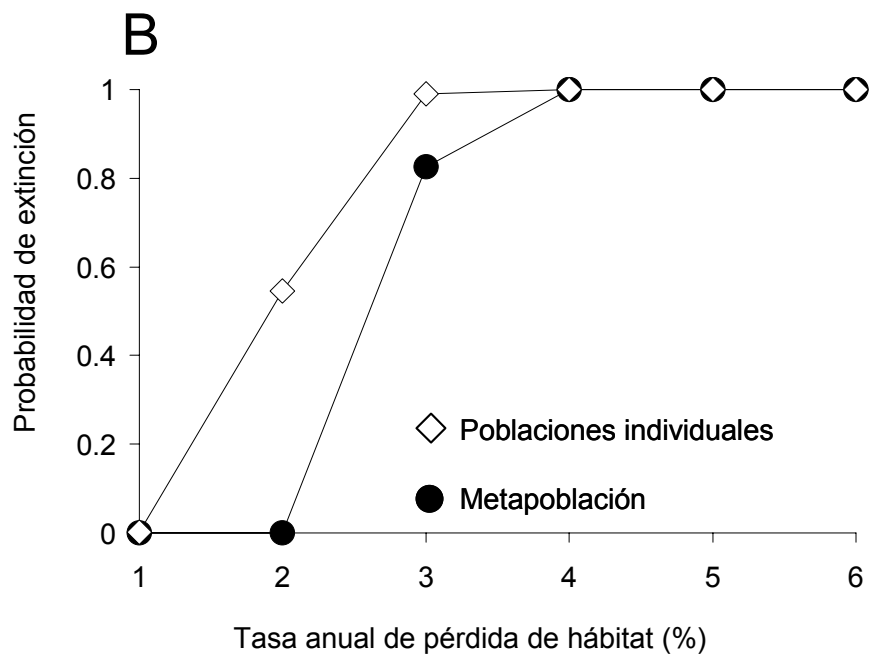 B
Probabilidad de extinción
1
0.8
0.6
0.4
0.2
0
Poblaciones individuales
Metapoblación
1 2 3 4 5 6
Tasa anual de pérdida de hábitat (%)